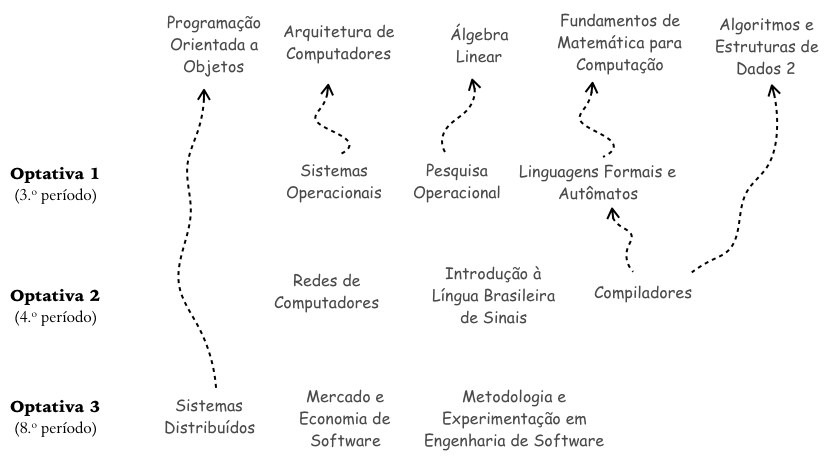 Programação
Orientada a
Objetos
Arquitetura de
Computadores
Álgebra
Linear
Fundamentos de
Matemática para
Computação
Algoritmos e
Estruturas de
Dados 2
Optativa 1
(3.º período)
Sistemas
Operacionais
Pesquisa
Operacional
Linguagens Formais e
Autômatos
Optativa 2
(4.º período)
Redes de
Computadores
Introdução à
Língua Brasileira
de Sinais
Compiladores
Optativa 3
(8.º período)
Sistemas
Distribuídos
Mercado e
Economia de
Software
Metodologia e
Experimentação em
Engenharia de Software